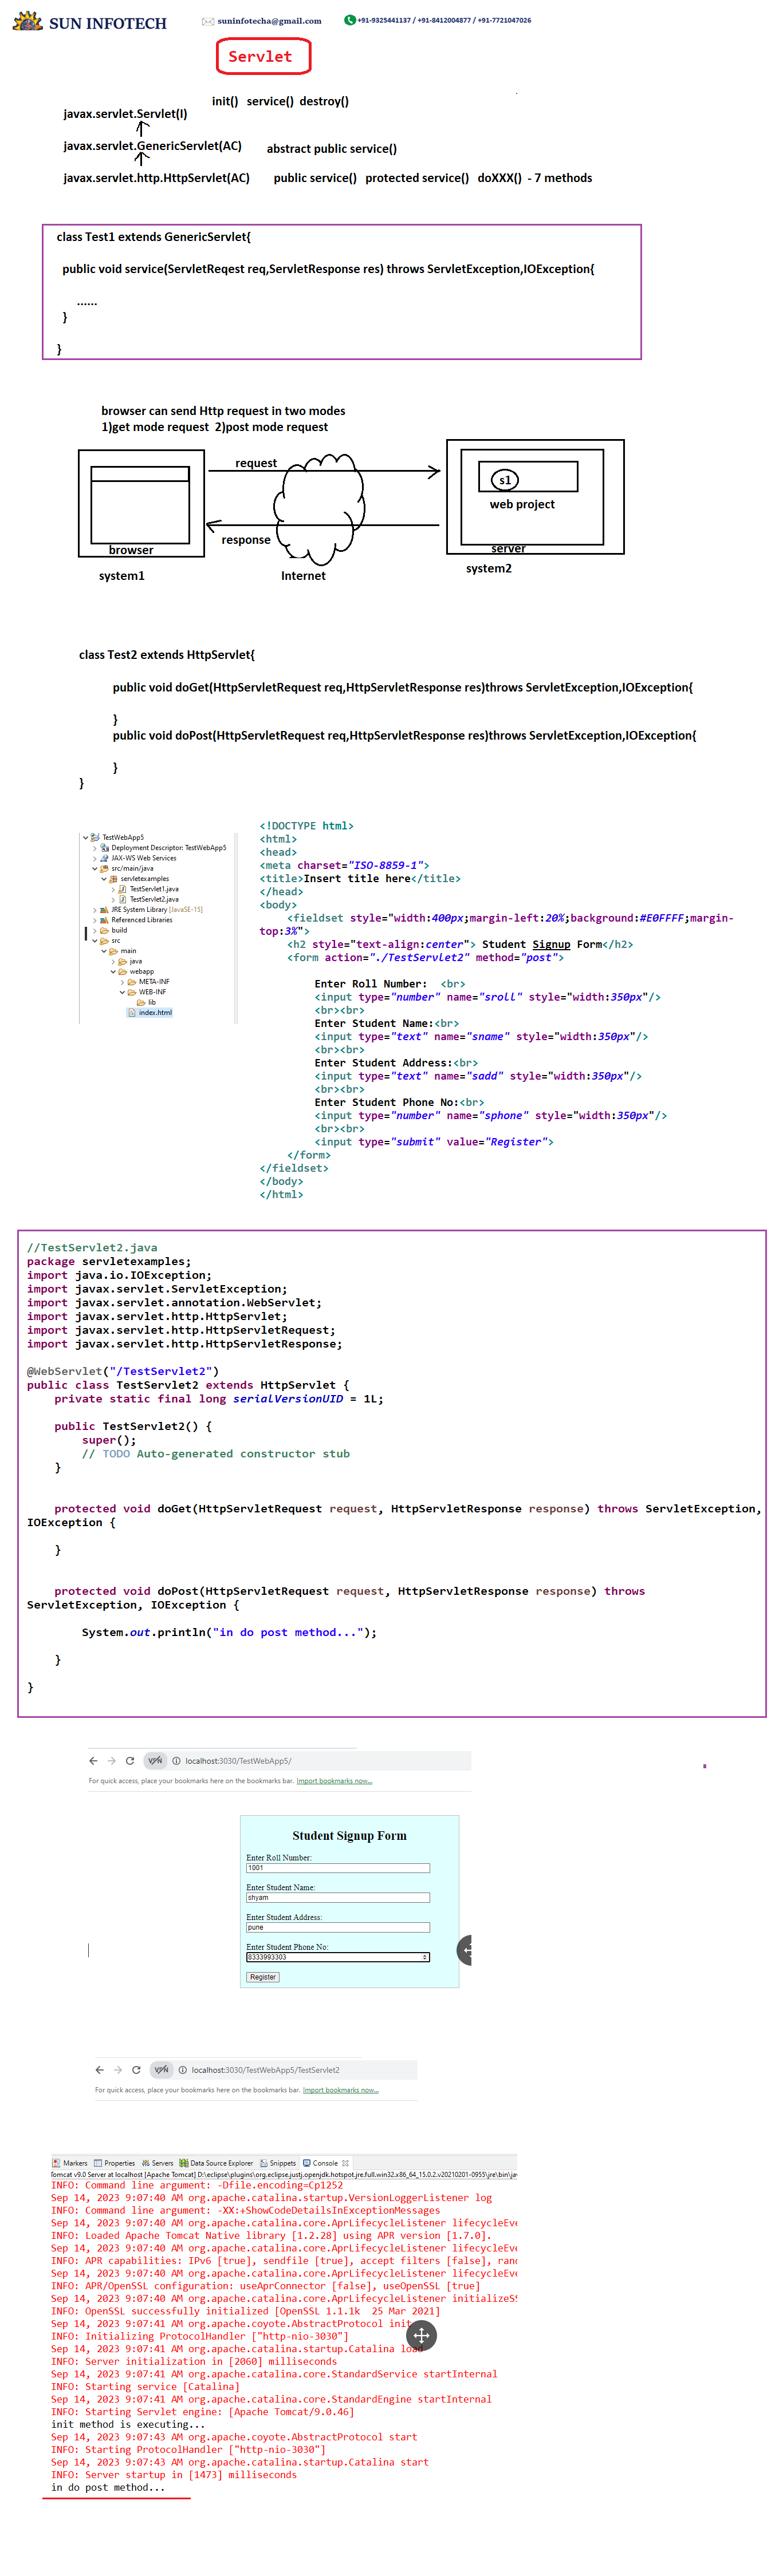 SUN INFOTECH
suninfotecha@gmail.com
+91-9325441137 / +91-8412004877 / +91-7721047026
Servlet
init() service() destroy()
javax.servlet.Servlet(I)
javax.servlet.GenericServlet(AC) abstract public service()
javax.servlet.http.HttpServlet(AC) public service() protected service() doXXX() - 7 methods
class Test1 extends GenericServlet{
public void service(ServletReqest req,ServletResponse res) throws ServletException,IOException{
......
}
}
browser can send Http request in two modes
1)get mode request 2)post mode request
request
s1
web project
response
browser
server
system1
Internet
system2
class Test2 extends HttpServlet{
public void doGet(HttpServletRequest req,HttpServletResponse res)throws ServletException,IOException{
}
public void doPost(HttpServletRequest req,HttpServletResponse res)throws ServletException,IOException{
}
}
TestWebApp5
Deployment Descriptor: TestWebApp5
JAX-WS Web Services
src/main/java
servletexamples
TestServlet1.java
TestServlet2.java
JRE System Library [JavaSE-15]
Referenced Libraries
build
src
main
java
webapp
META-INF
WEB-INF
lib
index.html
<!DOCTYPE html>
<html>
<head>
<meta charset="ISO-8859-1">
<title>Insert title here</title>
</head>
<body>
<fieldset style="width:400px;margin-left:20%;background:#E0FFFF;margin-
top:3%">
<h2 style="text-align:center"> Student Signup Form</h2>
<form action="./TestServlet2" method="post">
Enter Roll Number: <br>
<input type="number" name="sroll" style="width:350px"/>
<br><br>
Enter Student Name:<br>
<input type="text" name="sname" style="width:350px"/>
<br><br>
Enter Student Address:<br>
<input type="text" name="sadd" style="width:350px"/>
<br><br>
Enter Student Phone No:<br>
<input type="number" name="sphone" style="width:350px"/>
<br><br>
<input type="submit" value="Register">
</form>
</fieldset>
</body>
</html>
//TestServlet2.java
package servletexamples;
import java.io.IOException;
import javax.servlet.ServletException;
import javax.servlet.annotation.WebServlet;
import javax.servlet.http.HttpServlet;
import javax.servlet.http.HttpServletRequest;
import javax.servlet.http.HttpServletResponse;
@WebServlet("/TestServlet2")
public class TestServlet2 extends HttpServlet {
private static final long serialVersionUID = 1L;
public TestServlet2() {
super();
// TODO Auto-generated constructor stub
}
protected void doGet(HttpServletRequest request, HttpServletResponse response) throws ServletException,
IOException {
}
protected void doPost(HttpServletRequest request, HttpServletResponse response) throws
ServletException, IOException {
System.out.println("in do post method...");
}
}
VPN localhost:3030/TestWebApp5/
For quick access, place your bookmarks here on the bookmarks bar. Import bookmarks now...
Student Signup Form
Enter Roll Number:
1001
Enter Student Name:
shyam
Enter Student Address:
pune
Enter Student Phone No:
8333993303
Register
VPN localhost:3030/TestWebApp5/TestServlet2
For quick access, place your bookmarks here on the bookmarks bar. Import bookmarks now...
Markers Properties Servers Data Source Explorer Snippets Console
Tomcat v9.0 Server at localhost [Apache Tomcat] D:\eclipse\plugins\org.eclipse.justj.openjdk.hotspot.jre.full.win32.x86_64_15.0.2.v20210201-0955\jre\bin\jav
INFO: Command line argument: -Dfile.encoding=Cp1252
Sep 14, 2023 9:07:40 AM org.apache.catalina.startup.VersionLoggerListener log
INFO: Command line argument: -XX:+ShowCodeDetailsInExceptionMessages
Sep 14, 2023 9:07:40 AM org.apache.catalina.core.AprLifecycleListener lifecycleEve
INFO: Loaded Apache Tomcat Native library [1.2.28] using APR version [1.7.0].
Sep 14, 2023 9:07:40 AM org.apache.catalina.core.AprLifecycleListener lifecycleEve
INFO: APR capabilities: IPv6 [true], sendfile [true], accept filters [false], rand
Sep 14, 2023 9:07:40 AM org.apache.catalina.core.AprLifecycleListener lifecycleEve
INFO: APR/OpenSSL configuration: useAprConnector [false], useOpenSSL [true]
Sep 14, 2023 9:07:40 AM org.apache.catalina.core.AprLifecycleListener initializeSS
INFO: OpenSSL successfully initialized [OpenSSL 1.1.1k 25 Mar 2021]
Sep 14, 2023 9:07:41 AM org.apache.coyote.AbstractProtocol init
INFO: Initializing ProtocolHandler ["http-nio-3030"]
Sep 14, 2023 9:07:41 AM org.apache.catalina.startup.Catalina load
INFO: Server initialization in [2060] milliseconds
Sep 14, 2023 9:07:41 AM org.apache.catalina.core.StandardService startInternal
INFO: Starting service [Catalina]
Sep 14, 2023 9:07:41 AM org.apache.catalina.core.StandardEngine startInternal
INFO: Starting Servlet engine: [Apache Tomcat/9.0.46]
init method is executing...
Sep 14, 2023 9:07:43 AM org.apache.coyote.AbstractProtocol start
INFO: Starting ProtocolHandler ["http-nio-3030"]
Sep 14, 2023 9:07:43 AM org.apache.catalina.startup.Catalina start
INFO: Server startup in [1473] milliseconds
in do post method...